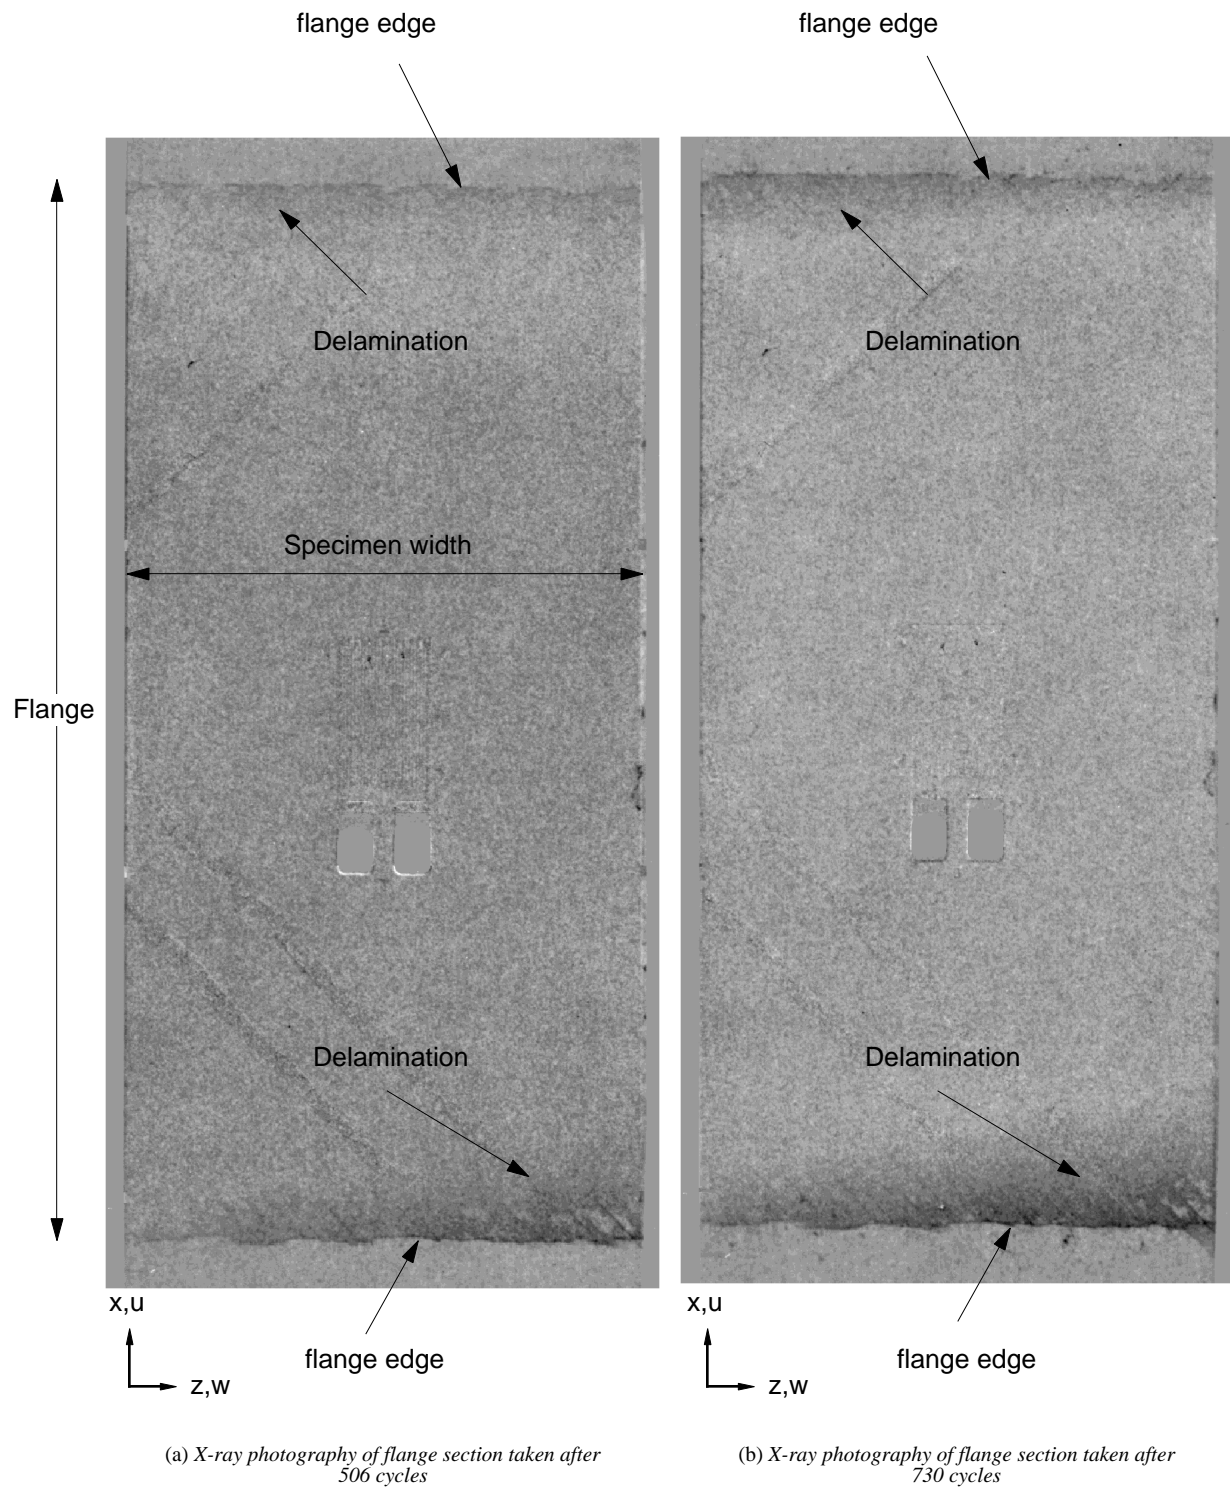 flange edge
flange edge
Delamination
Delamination
Specimen width
Flange
Delamination
Delamination
x,u
x,u
flange edge
flange edge
z,w
z,w
(a) X-ray photography of flange section taken after
506 cycles
(b) X-ray photography of flange section taken after
730 cycles